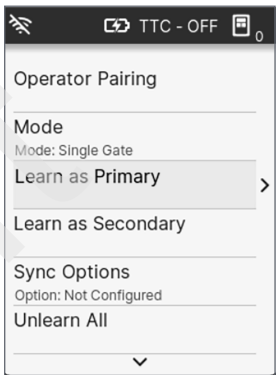 TTC - OFF
0
Operator Pairing
Mode
Mode: Single Gate
Learn as Primary
Learn as Secondary
Sync Options
Option: Not Configured
Unlearn All